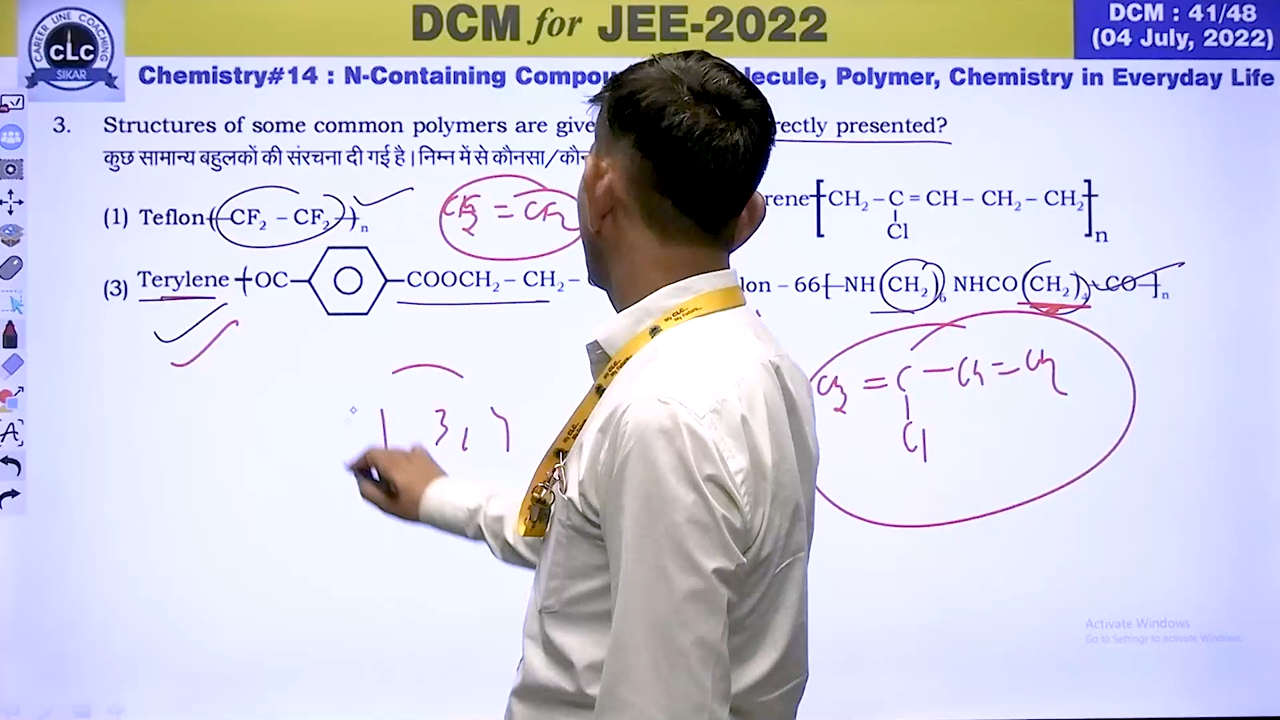 DCM for JEE-2022
DCM : 41/48
(04 July, 2022)
CAREER LINE COACHING
CLC
SIKAR
Chemistry#14 : N-Containing Compou lecule, Polymer, Chemistry in Everyday Life
3. Structures of some common polymers are give rectly presented?
कुछ सामान्य बहुलकों की संरचना दी गई है। निम्न में से कौनसा/कौन
(1) Teflon (CF₂ – CF₂)n
CF₂ = CF₂
rene [CH₂ – C = CH – CH₂ – CH₂]n
Cl
(3) Terylene [OC COOCH₂ – CH₂ –
lon – 66 [NH (CH₂)₆ NHCO (CH₂)₄ CO]n
CH₂ = C – CH = CH₂
Cl
1 3,
Activate Windows
Go to Settings to activate Windows.